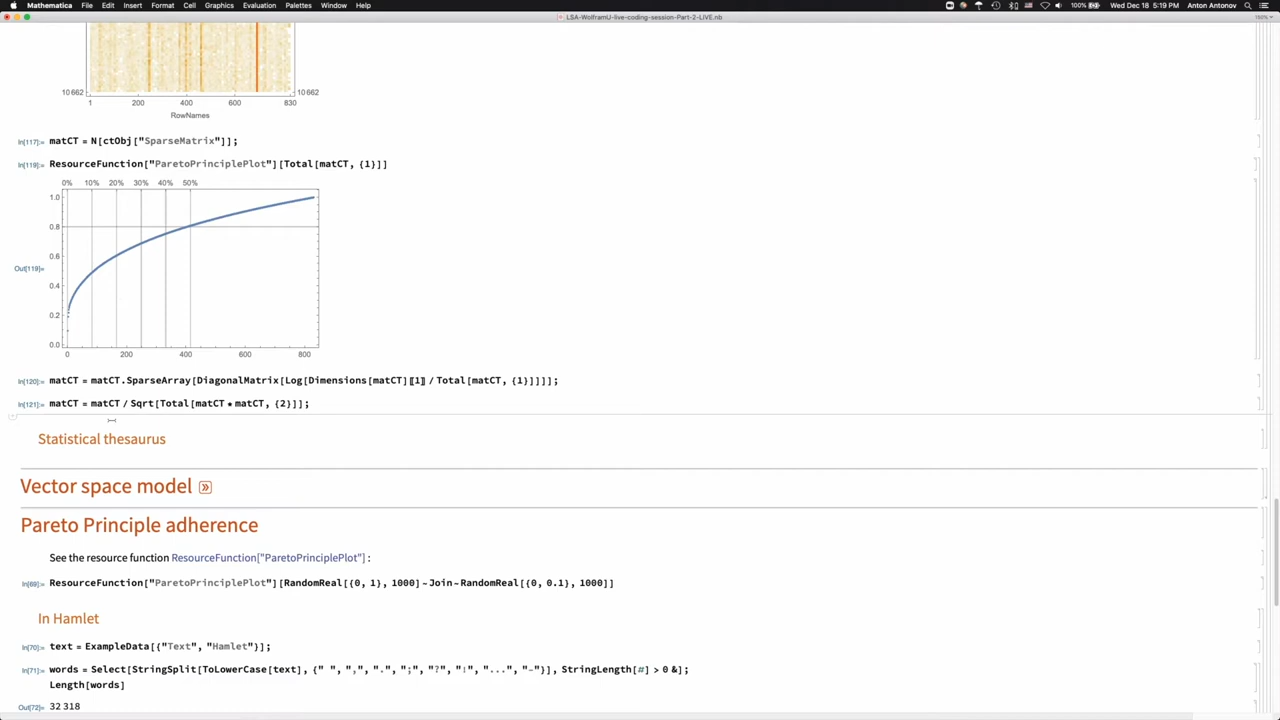 Mathematica File Edit Insert Format Cell Graphics Evaluation Palettes Window Help 100% Wed Dec 18 5:19 PM Anton Antonov
LSA-WolframU-live-coding-session-Part-2-LIVE.nb
150%
10 662 10 662
1 200 400 600 830
RowNames
In[117]:= matCT = N[ctObj["SparseMatrix"]];
In[119]:= ResourceFunction["ParetoPrinciplePlot"][Total[matCT, {1}]]
0% 10% 20% 30% 40% 50%
1.0
0.8
0.6
Out[119]=
0.4
0.2
0.0
0 200 400 600 800
In[120]:= matCT = matCT.SparseArray[DiagonalMatrix[Log[Dimensions[matCT]⟦1⟧ / Total[matCT, {1}]]]];
In[121]:= matCT = matCT / Sqrt[Total[matCT * matCT, {2}]];
Statistical thesaurus
Vector space model »
Pareto Principle adherence
See the resource function ResourceFunction["ParetoPrinciplePlot"] :
In[69]:= ResourceFunction["ParetoPrinciplePlot"][RandomReal[{0, 1}, 1000] ~ Join ~ RandomReal[{0, 0.1}, 1000]]
In Hamlet
In[70]:= text = ExampleData[{"Text", "Hamlet"}];
In[71]:= words = Select[StringSplit[ToLowerCase[text], {" ", ",", ".", ";", "?", "!", "...", "-"}], StringLength[#] > 0 &];
Length[words]
Out[72]= 32 318